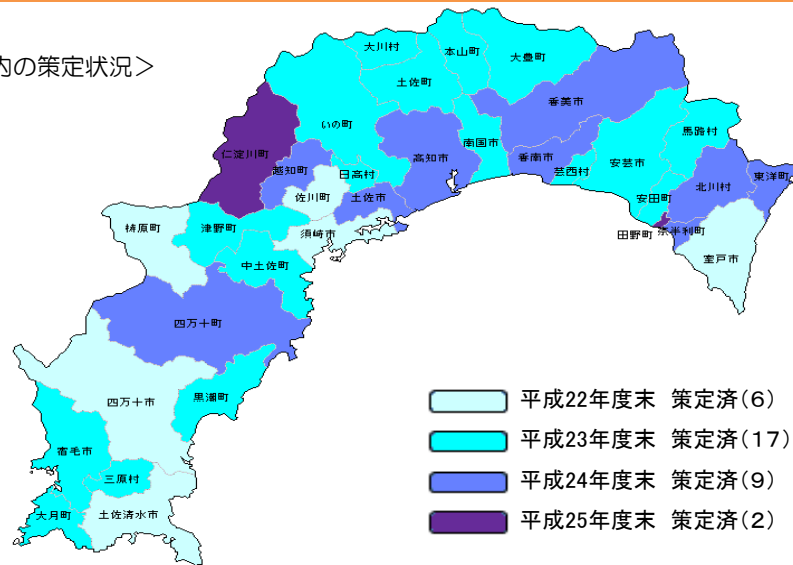 内の策定状況＞
大川村
本山町
大豊町
土佐町
香美市
いの町
馬路村
南国市
仁淀川町
高知市
香南市
安芸市
越知町
日高村
芸西村
東洋町
北川村
佐川町
土佐市
安田町
梼原町
津野町
須崎市
田野町
奈半利町
室戸市
中土佐町
四万十町
黒潮町
四万十市
宿毛市
三原村
大月町
土佐清水市
平成22年度末 策定済(6)
平成23年度末 策定済(17)
平成24年度末 策定済(9)
平成25年度末 策定済(2)